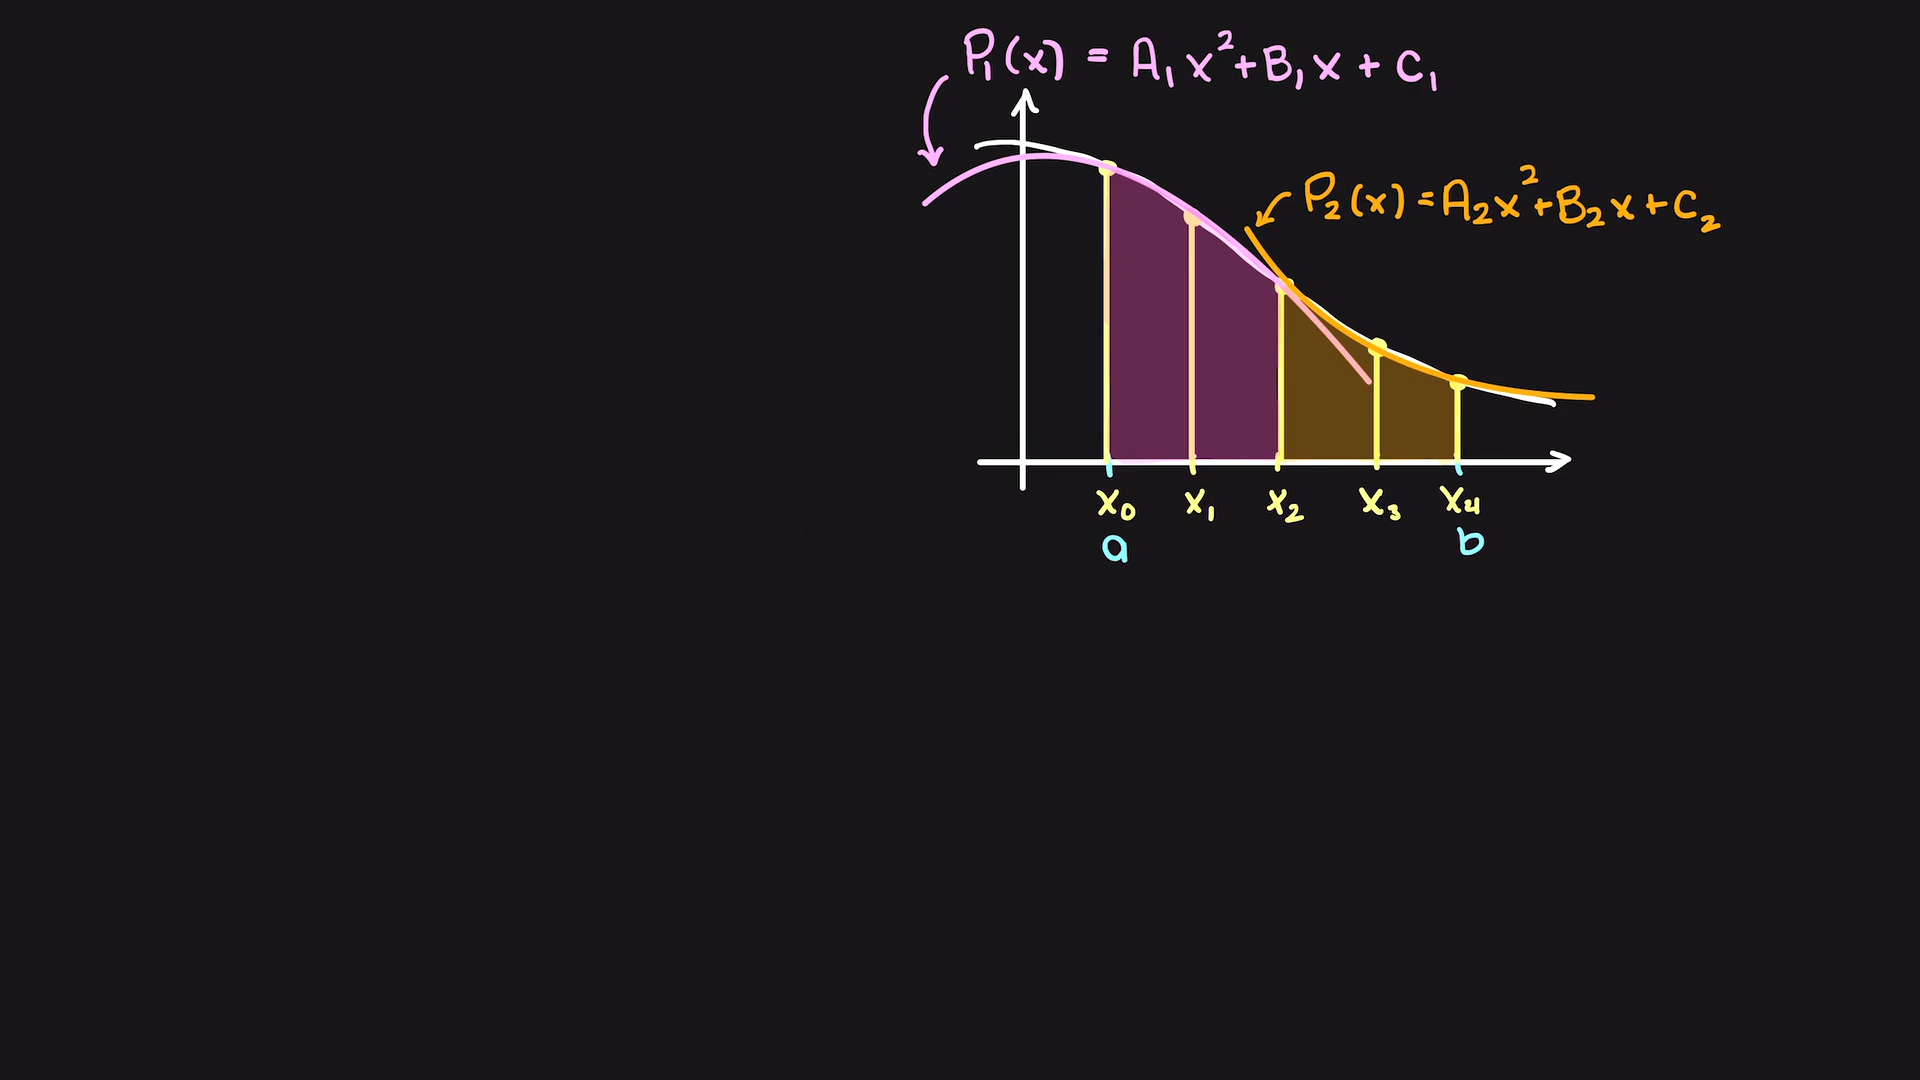 P₁(x) = A₁x² + B₁x + C₁
P₂(x) = A₂x² + B₂x + C₂
x₀ x₁ x₂ x₃ x₄
a b